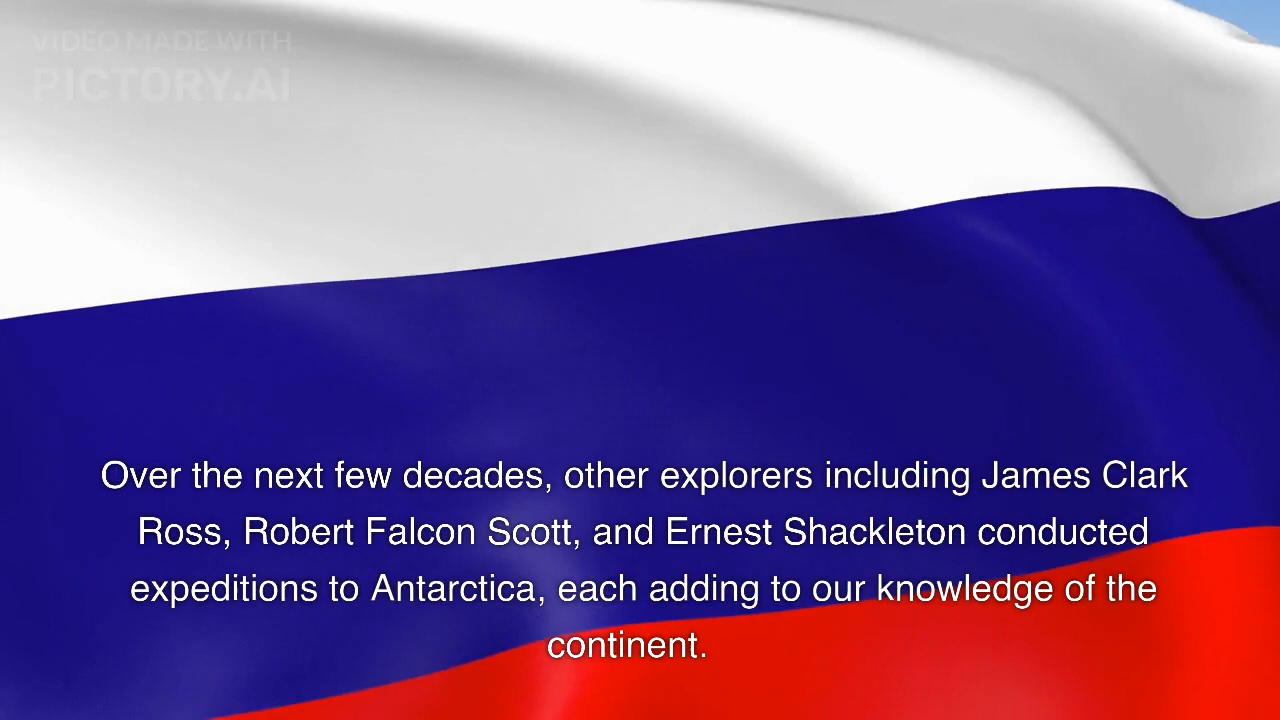 VIDEO MADE WITH
PICTORY.AI
Over the next few decades, other explorers including James Clark
Ross, Robert Falcon Scott, and Ernest Shackleton conducted
expeditions to Antarctica, each adding to our knowledge of the
continent.